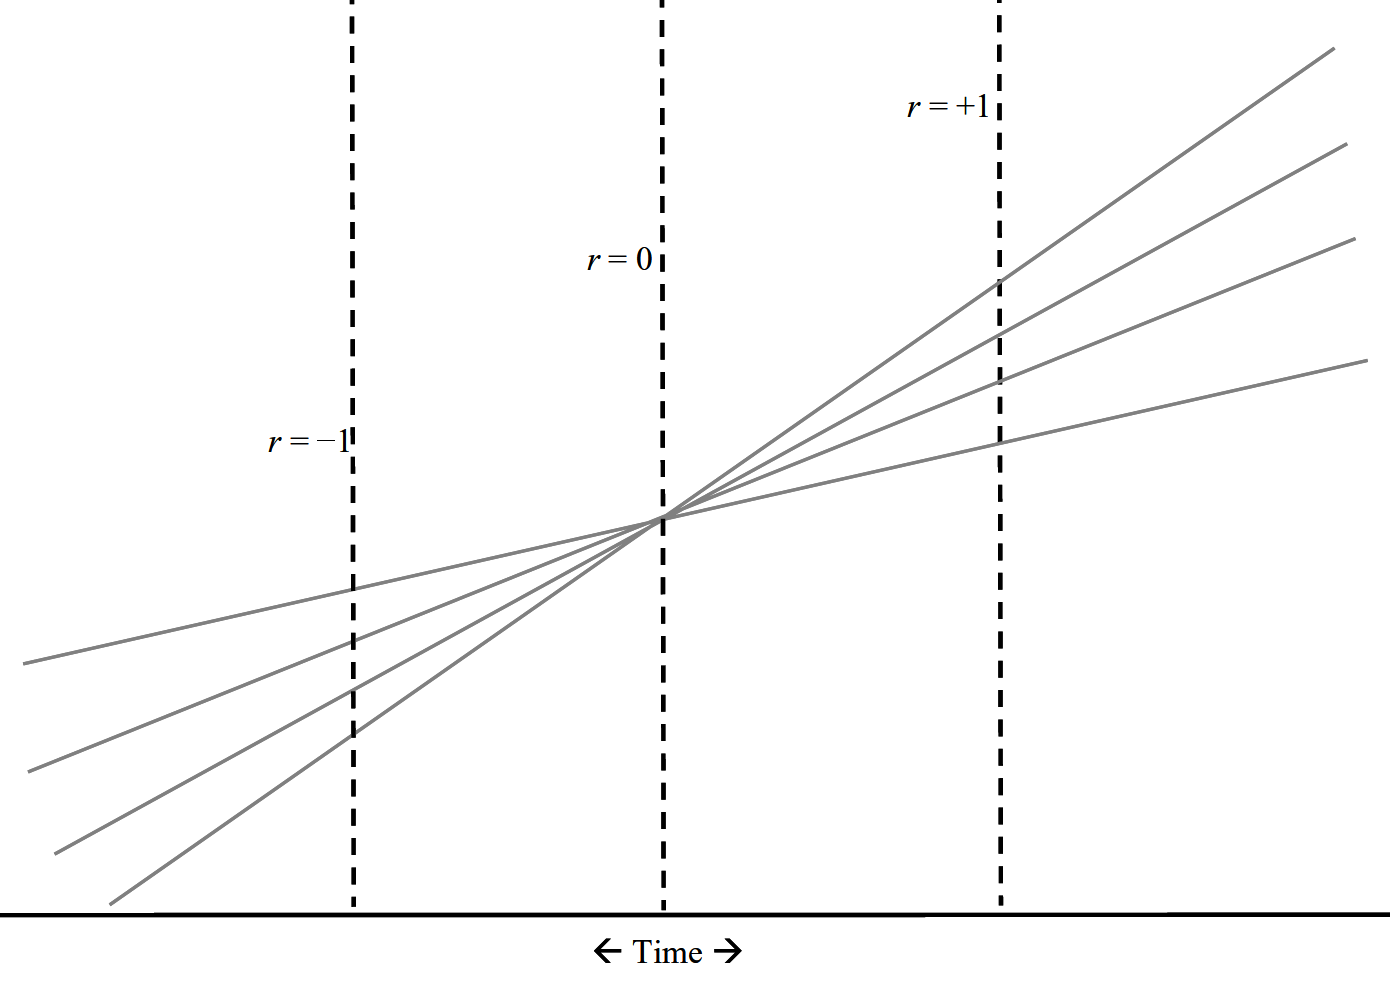 r = +1
r = 0
r = −1
← Time →